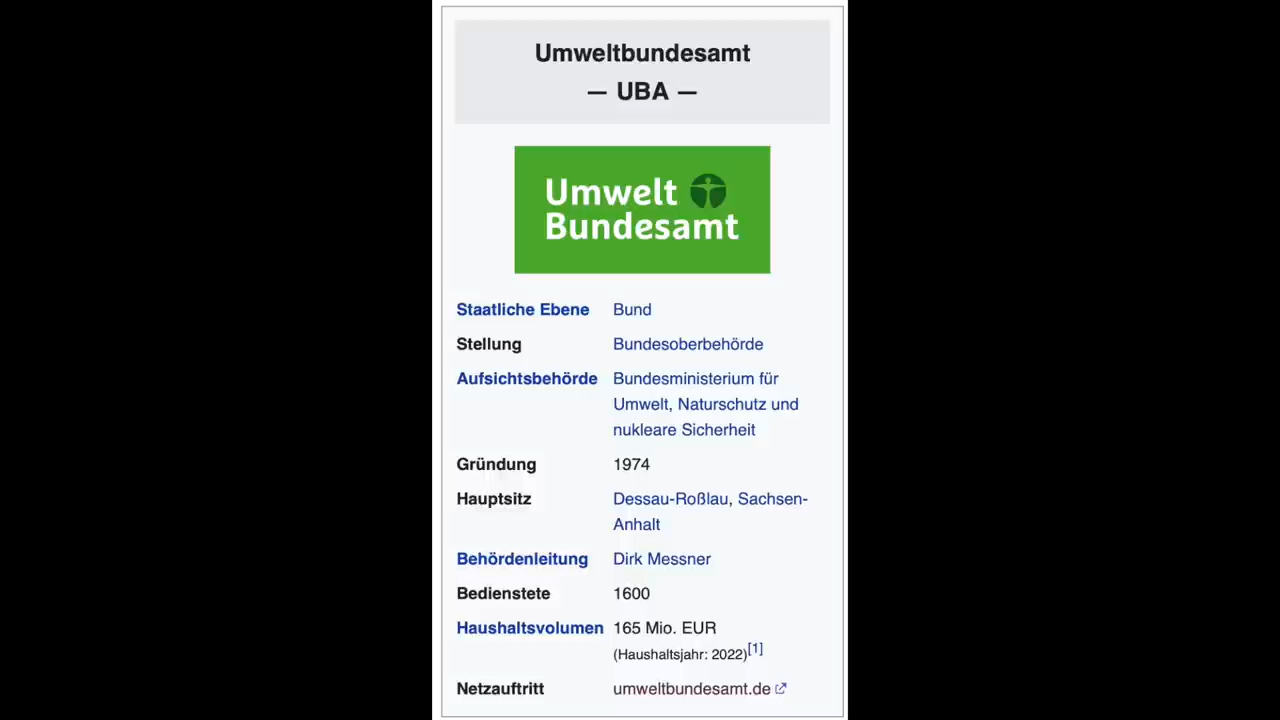 Umweltbundesamt
— UBA —
Umwelt
Bundesamt
Staatliche Ebene Bund
Stellung Bundesoberbehörde
Aufsichtsbehörde Bundesministerium für
Umwelt, Naturschutz und
nukleare Sicherheit
Gründung 1974
Hauptsitz Dessau-Roßlau, Sachsen-
Anhalt
Behördenleitung Dirk Messner
Bedienstete 1600
Haushaltsvolumen 165 Mio. EUR
(Haushaltsjahr: 2022)[1]
Netzauftritt umweltbundesamt.de